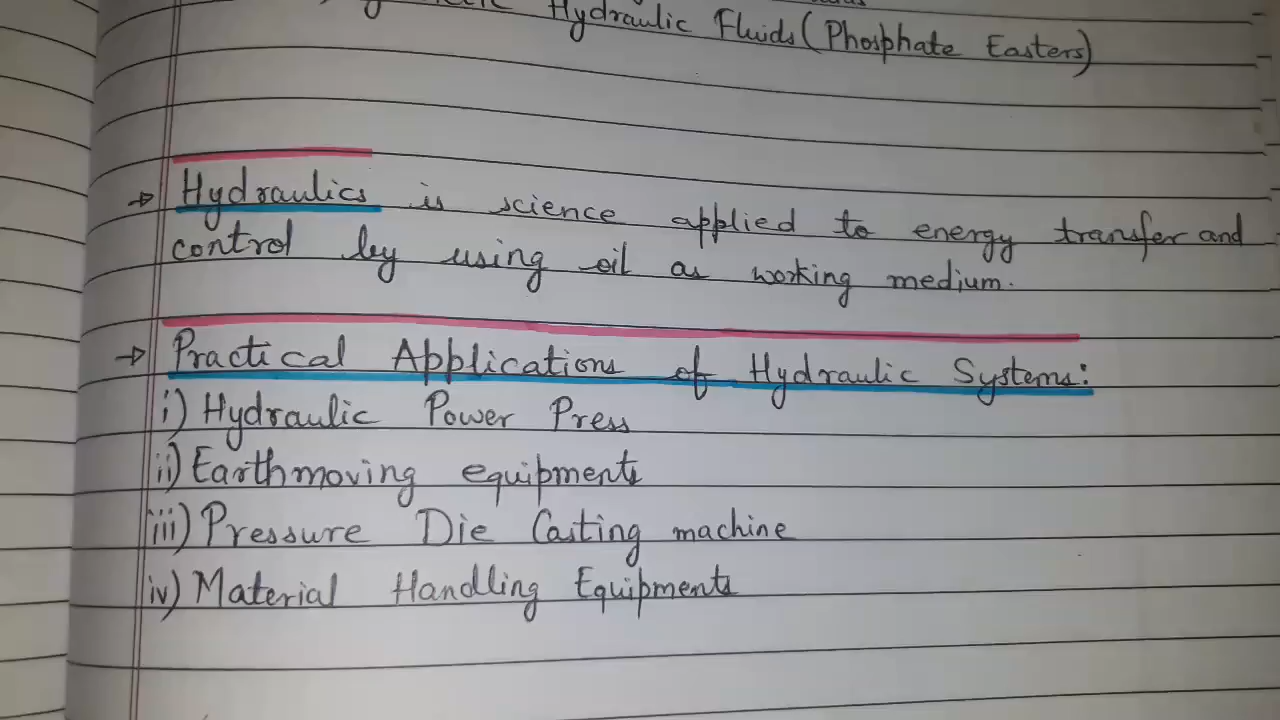 Hydraulic Fluids (Phosphate Easters)
→ Hydraulics is science applied to energy transfer and
control by using oil as working medium.
→ Practical Applications of Hydraulic Systems:
i) Hydraulic Power Press
ii) Earthmoving equipments
iii) Pressure Die Casting machine
iv) Material Handling Equipments